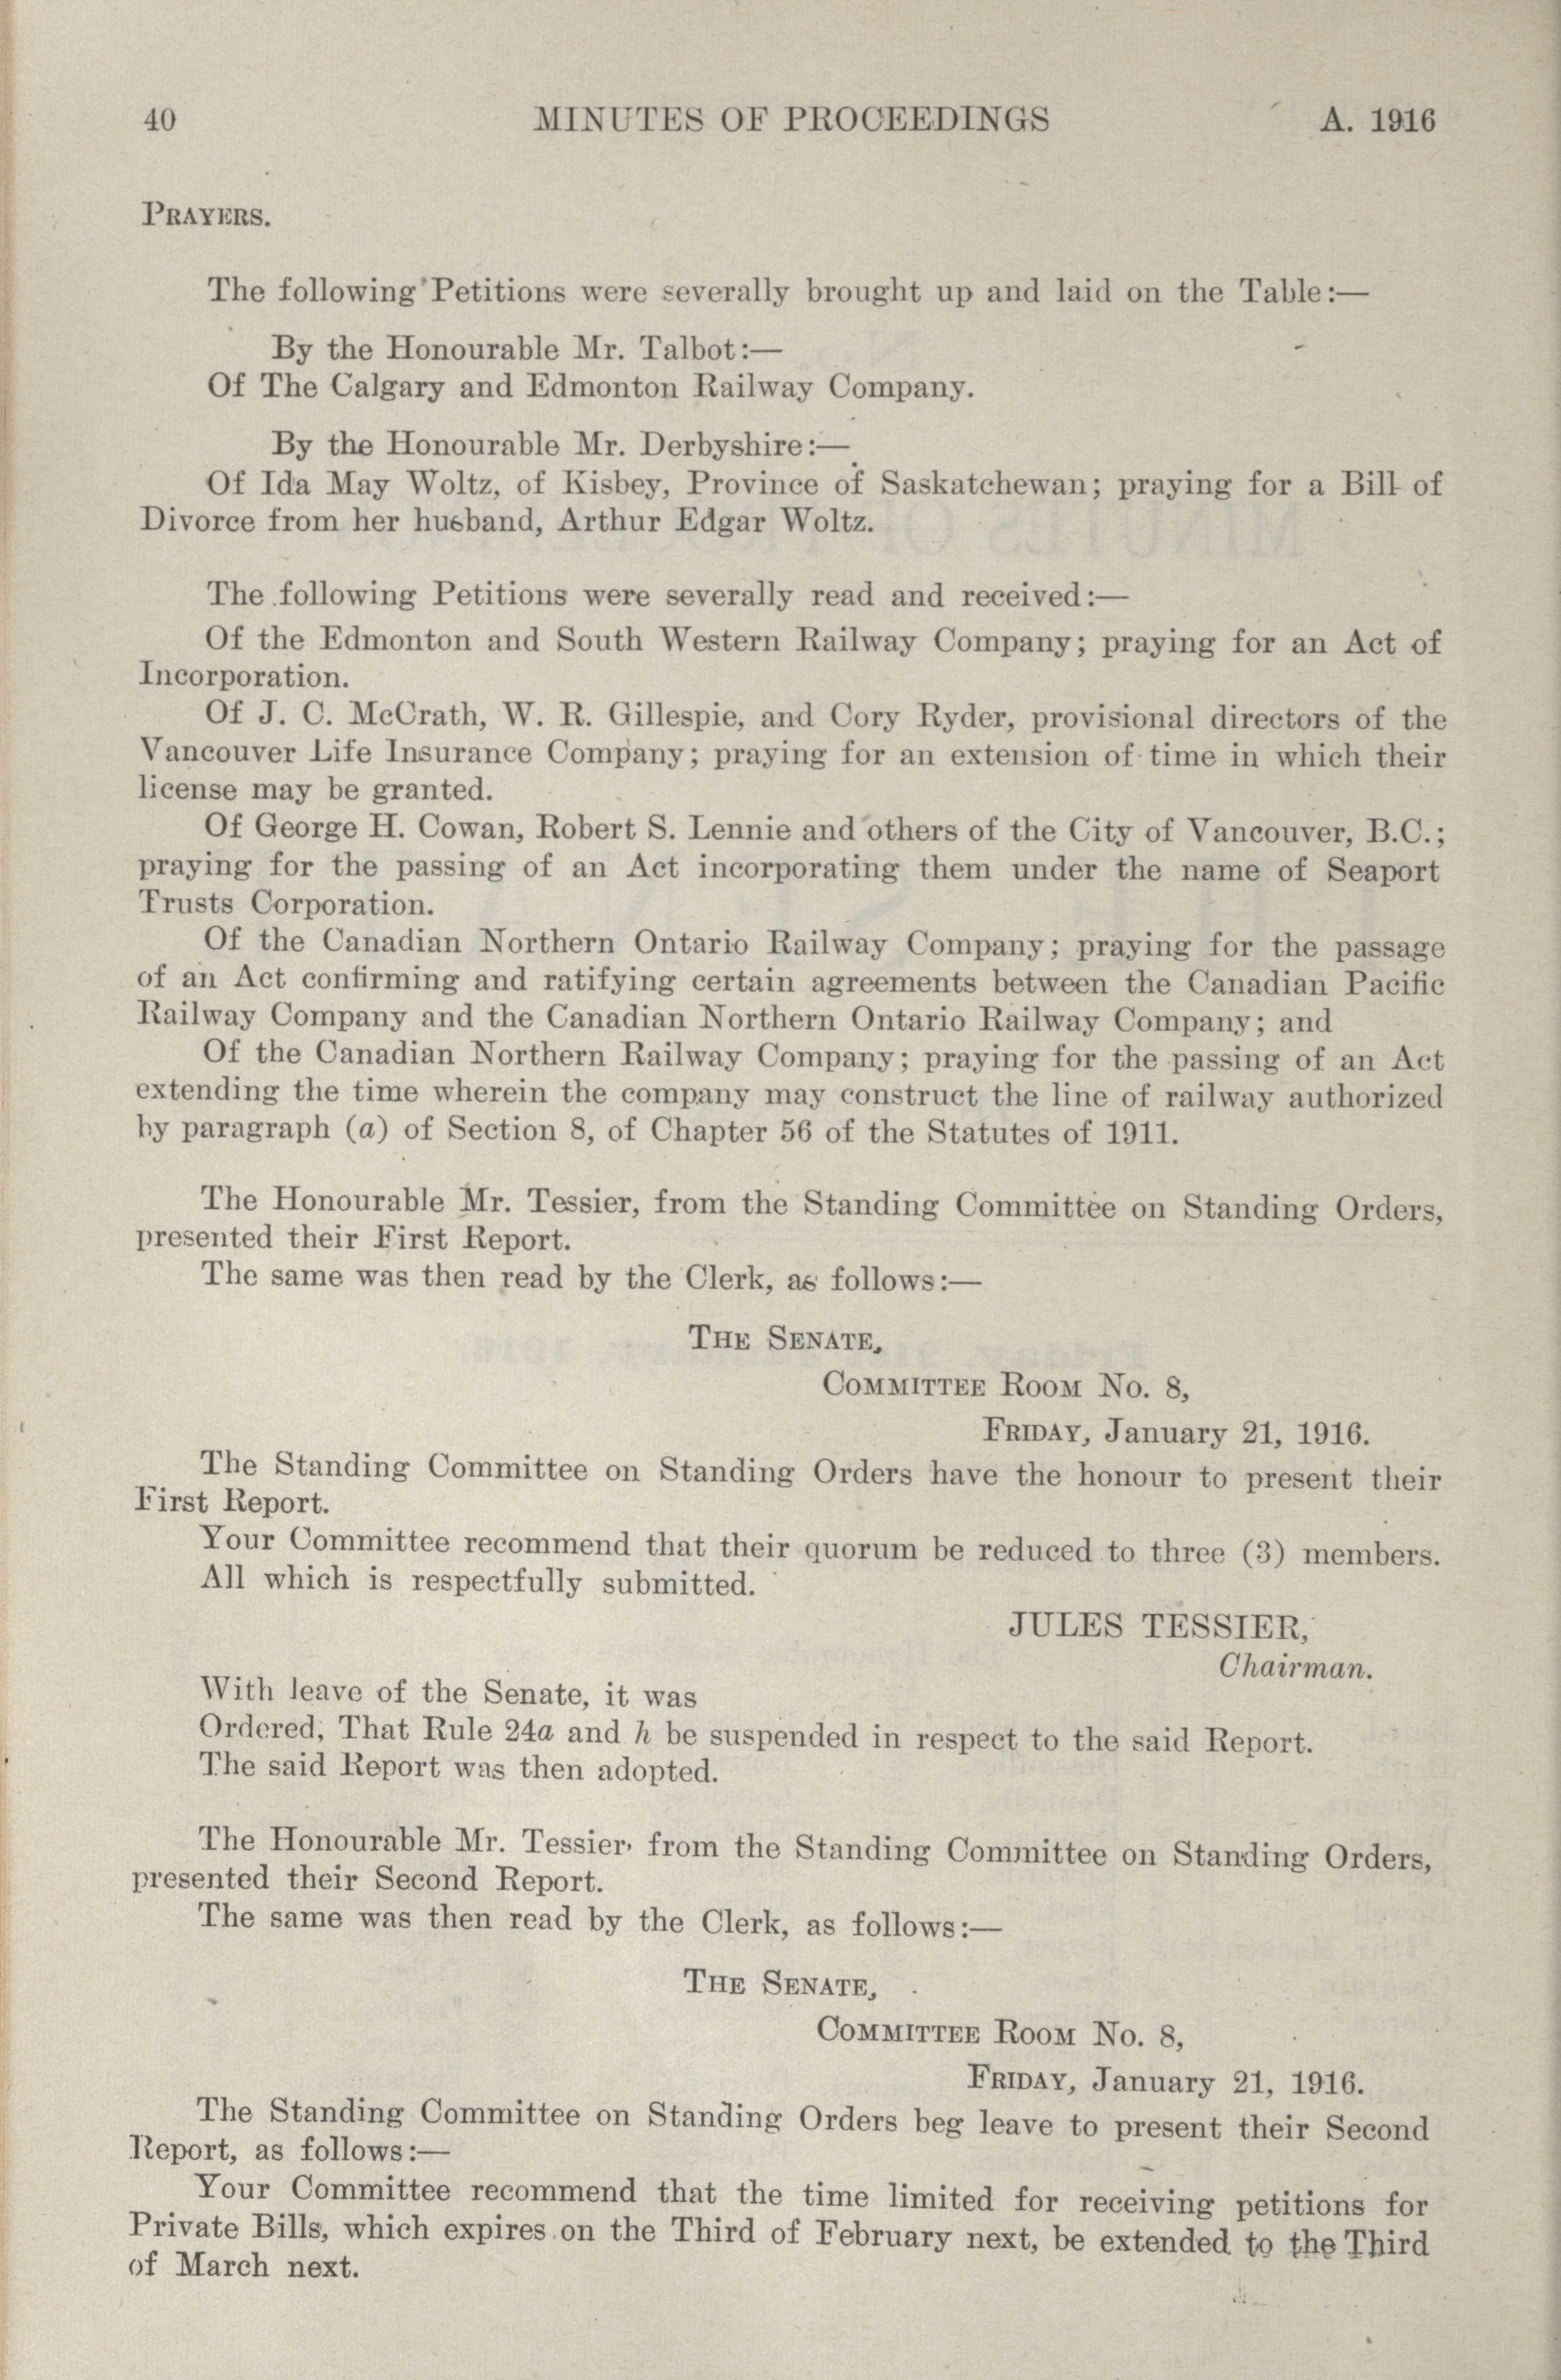 40 MINUTES OF PROCEEDINGS A. 1916
PRAYERS.
The following Petitions were severally brought up and laid on the Table:—
By the Honourable Mr. Talbot:—
Of The Calgary and Edmonton Railway Company.
By the Honourable Mr. Derbyshire:—
Of Ida May Woltz, of Kisbey, Province of Saskatchewan; praying for a Bill of
Divorce from her husband, Arthur Edgar Woltz.
The following Petitions were severally read and received:—
Of the Edmonton and South Western Railway Company; praying for an Act of
Incorporation.
Of J. C. McCrath, W. R. Gillespie, and Cory Ryder, provisional directors of the
Vancouver Life Insurance Company; praying for an extension of time in which their
license may be granted.
Of George H. Cowan, Robert S. Lennie and others of the City of Vancouver, B.C.;
praying for the passing of an Act incorporating them under the name of Seaport
Trusts Corporation.
Of the Canadian Northern Ontario Railway Company; praying for the passage
of an Act confirming and ratifying certain agreements between the Canadian Pacific
Railway Company and the Canadian Northern Ontario Railway Company; and
Of the Canadian Northern Railway Company; praying for the passing of an Act
extending the time wherein the company may construct the line of railway authorized
by paragraph (a) of Section 8, of Chapter 56 of the Statutes of 1911.
The Honourable Mr. Tessier, from the Standing Committee on Standing Orders,
presented their First Report.
The same was then read by the Clerk, as follows:—
THE SENATE,
COMMITTEE ROOM NO. 8,
FRIDAY, January 21, 1916.
The Standing Committee on Standing Orders have the honour to present their
First Report.
Your Committee recommend that their quorum be reduced to three (3) members.
All which is respectfully submitted.
JULES TESSIER,
Chairman.
With leave of the Senate, it was
Ordered, That Rule 24a and h be suspended in respect to the said Report.
The said Report was then adopted.
The Honourable Mr. Tessier, from the Standing Committee on Standing Orders,
presented their Second Report.
The same was then read by the Clerk, as follows:—
THE SENATE,
COMMITTEE ROOM NO. 8,
FRIDAY, January 21, 1916.
The Standing Committee on Standing Orders beg leave to present their Second
Report, as follows:—
Your Committee recommend that the time limited for receiving petitions for
Private Bills, which expires on the Third of February next, be extended to the Third
of March next.